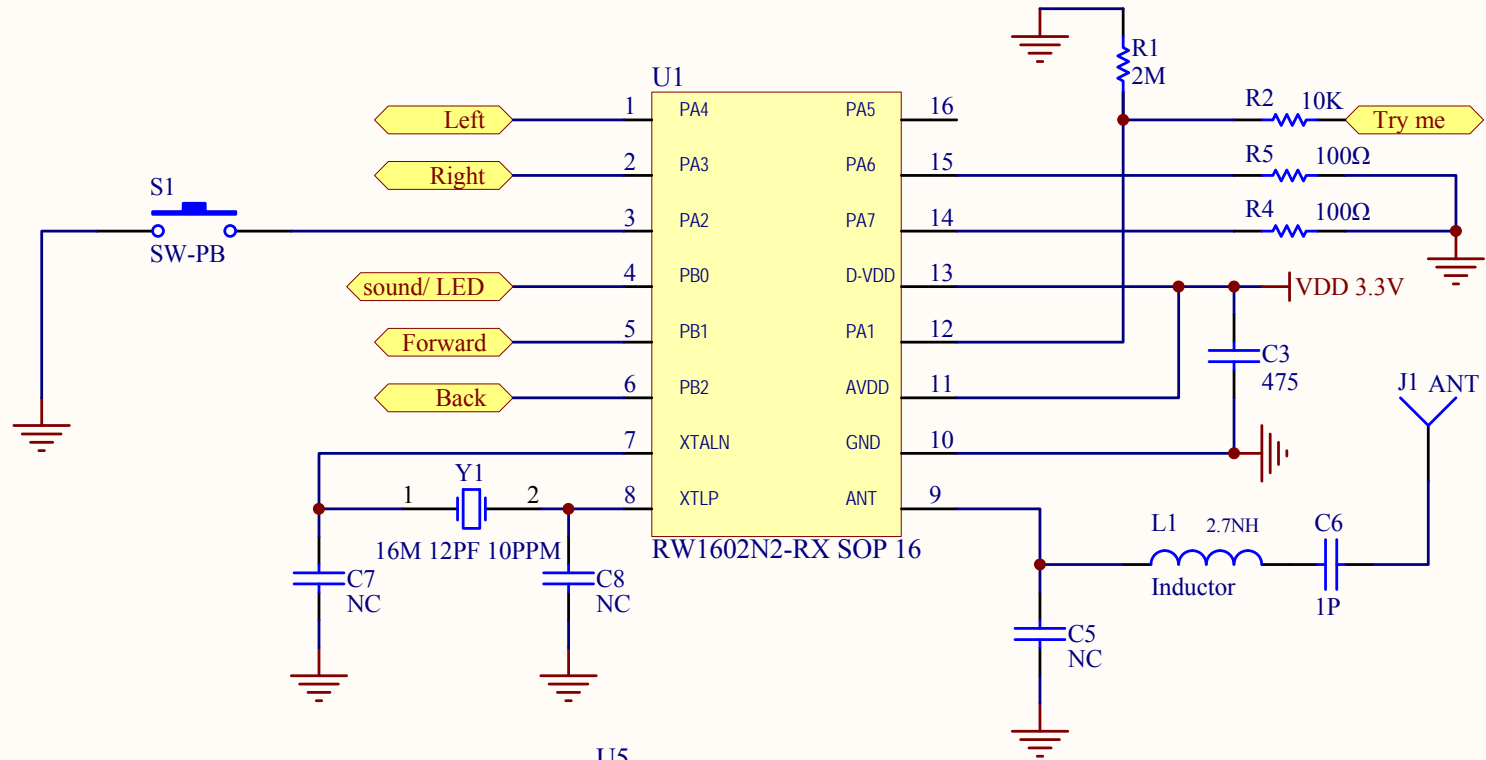 R1
2M
U1
R2 10K
1 PA4 PA5 16
Left
Try me
R5 100Ω
2 PA3 PA6 15
Right
S1
R4 100Ω
3 PA2 PA7 14
SW-PB
4 PB0 D-VDD 13
sound/ LED
VDD 3.3V
5 PB1 PA1 12
Forward
C3
475
6 PB2 AVDD 11
Back
J1 ANT
7 XTALN GND 10
Y1
1 2
8 XTLP ANT 9
16M 12PF 10PPM
RW1602N2-RX SOP 16
L1 2.7NH C6
C7
NC
C8
NC
Inductor
1P
C5
NC
U5